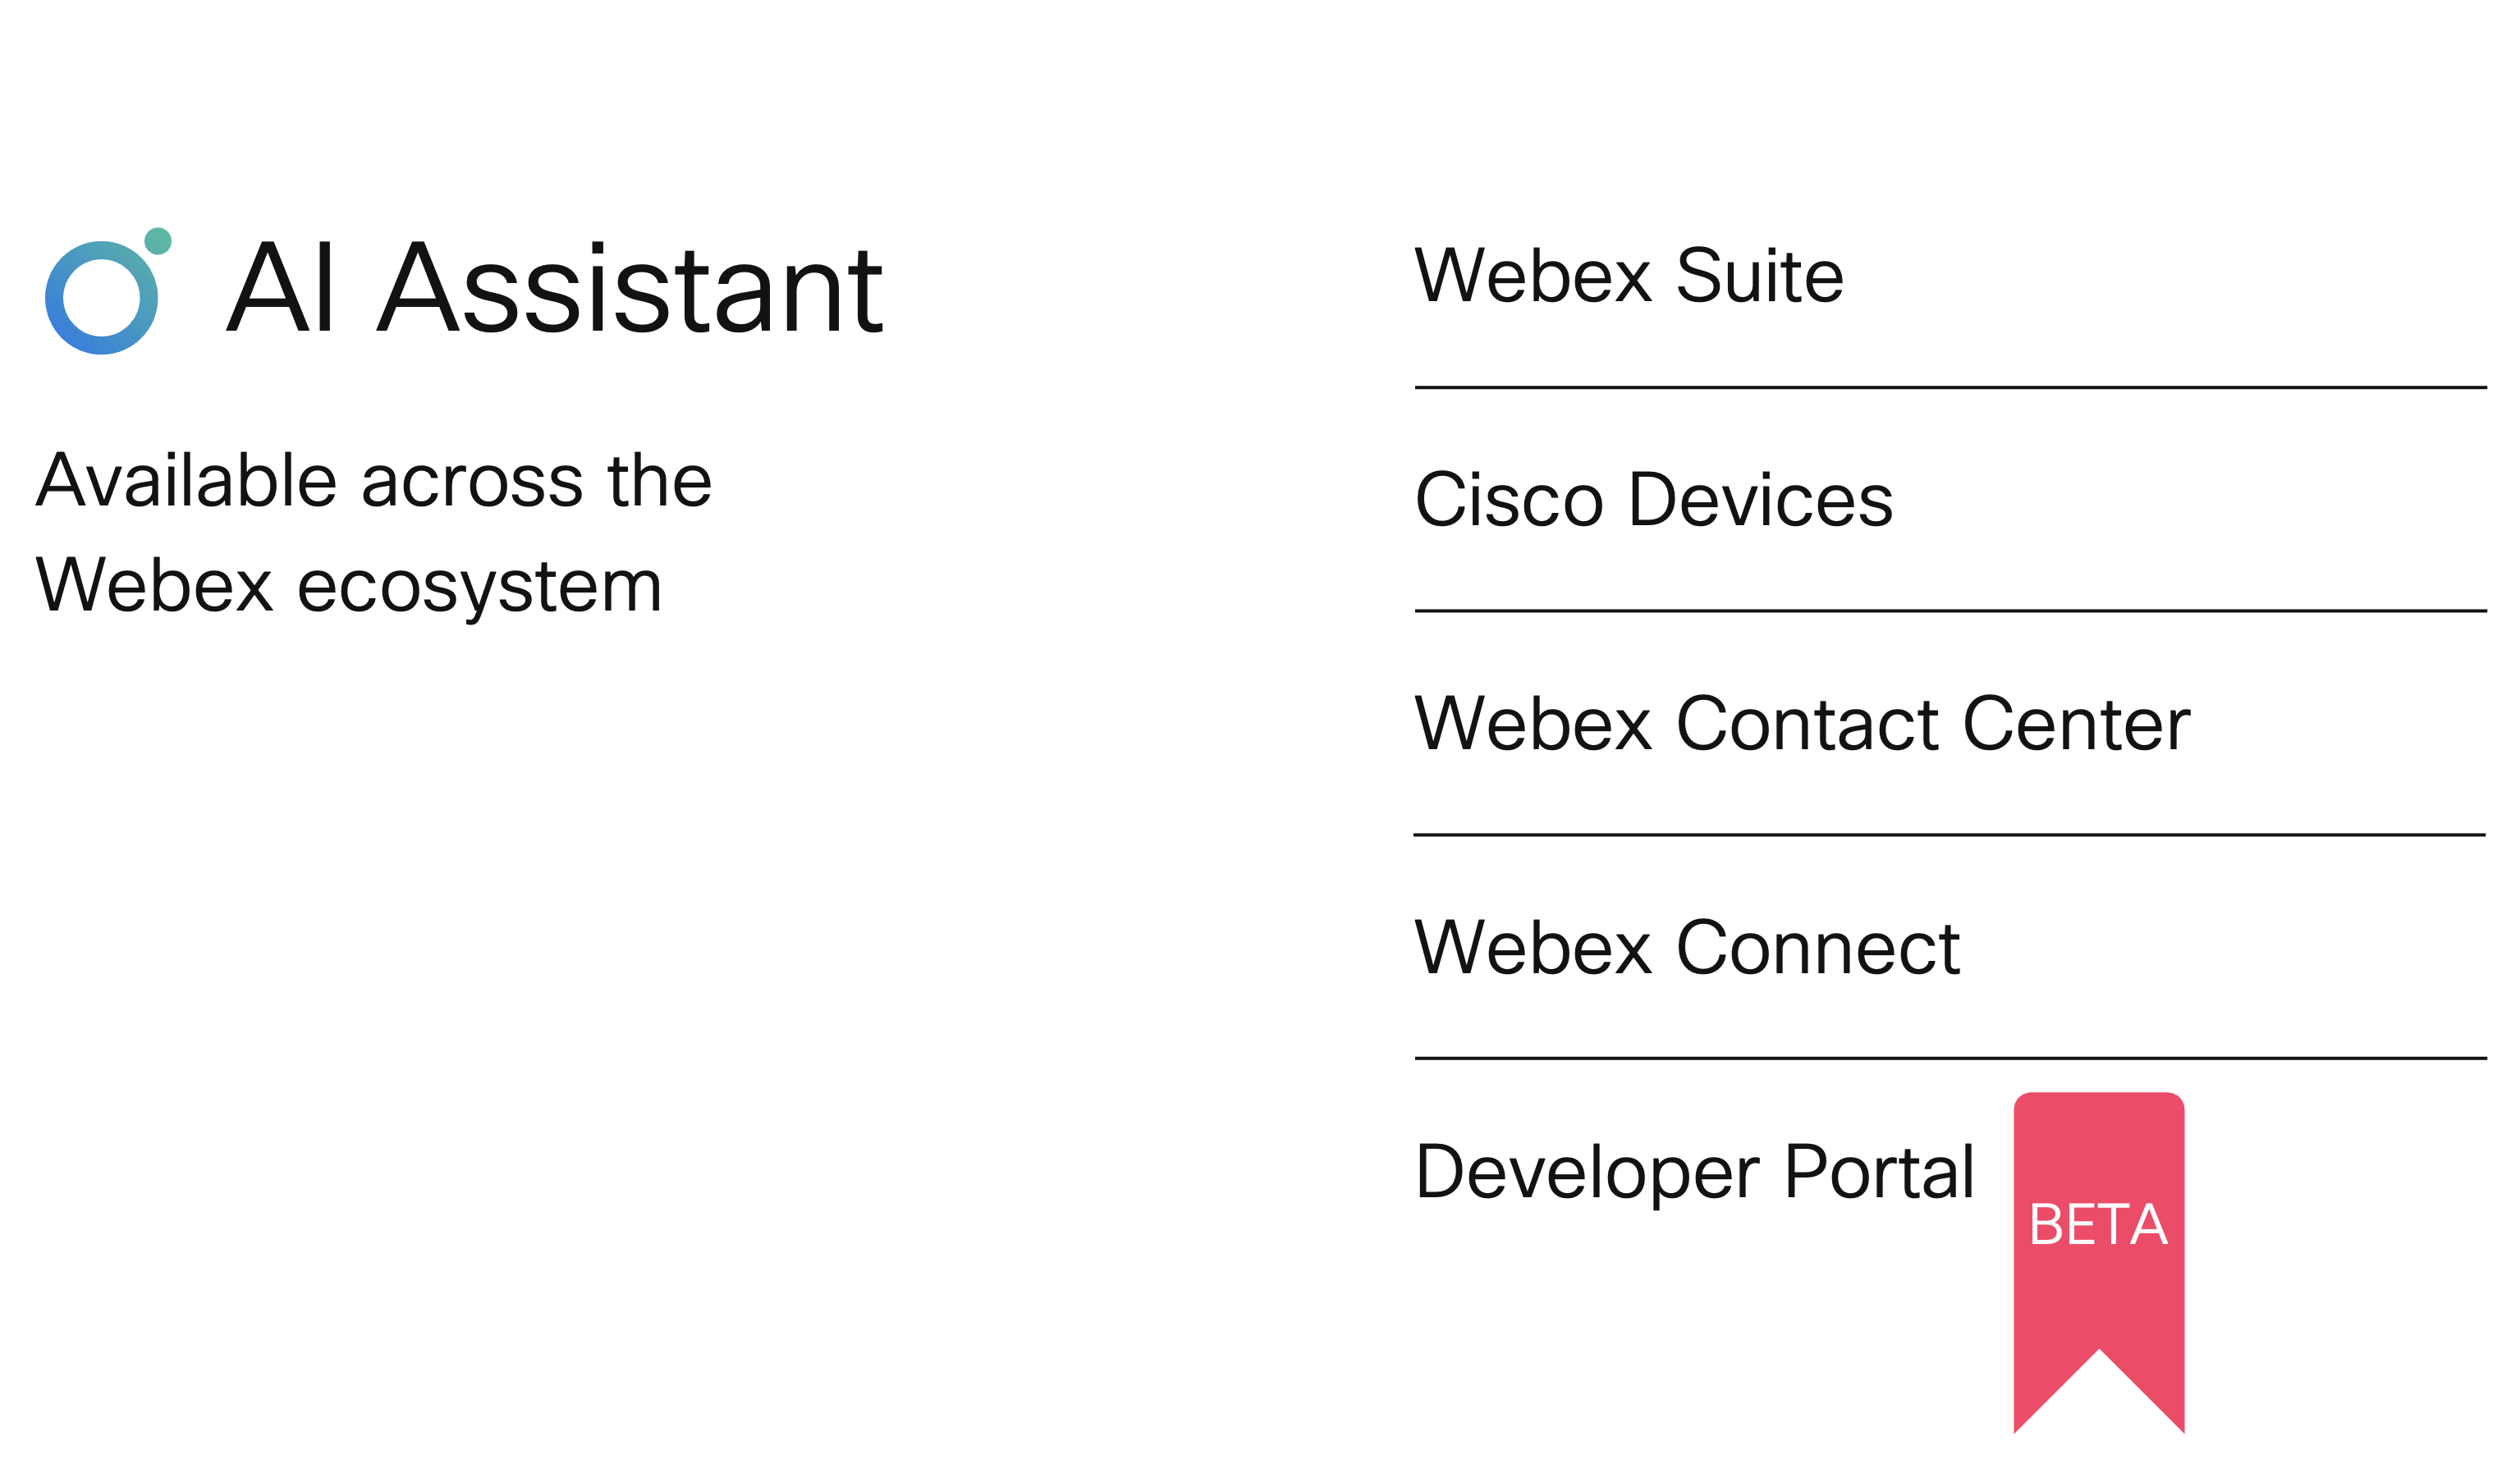 AI Assistant
Available across the
Webex ecosystem
Webex Suite
Cisco Devices
Webex Contact Center
Webex Connect
Developer Portal
BETA